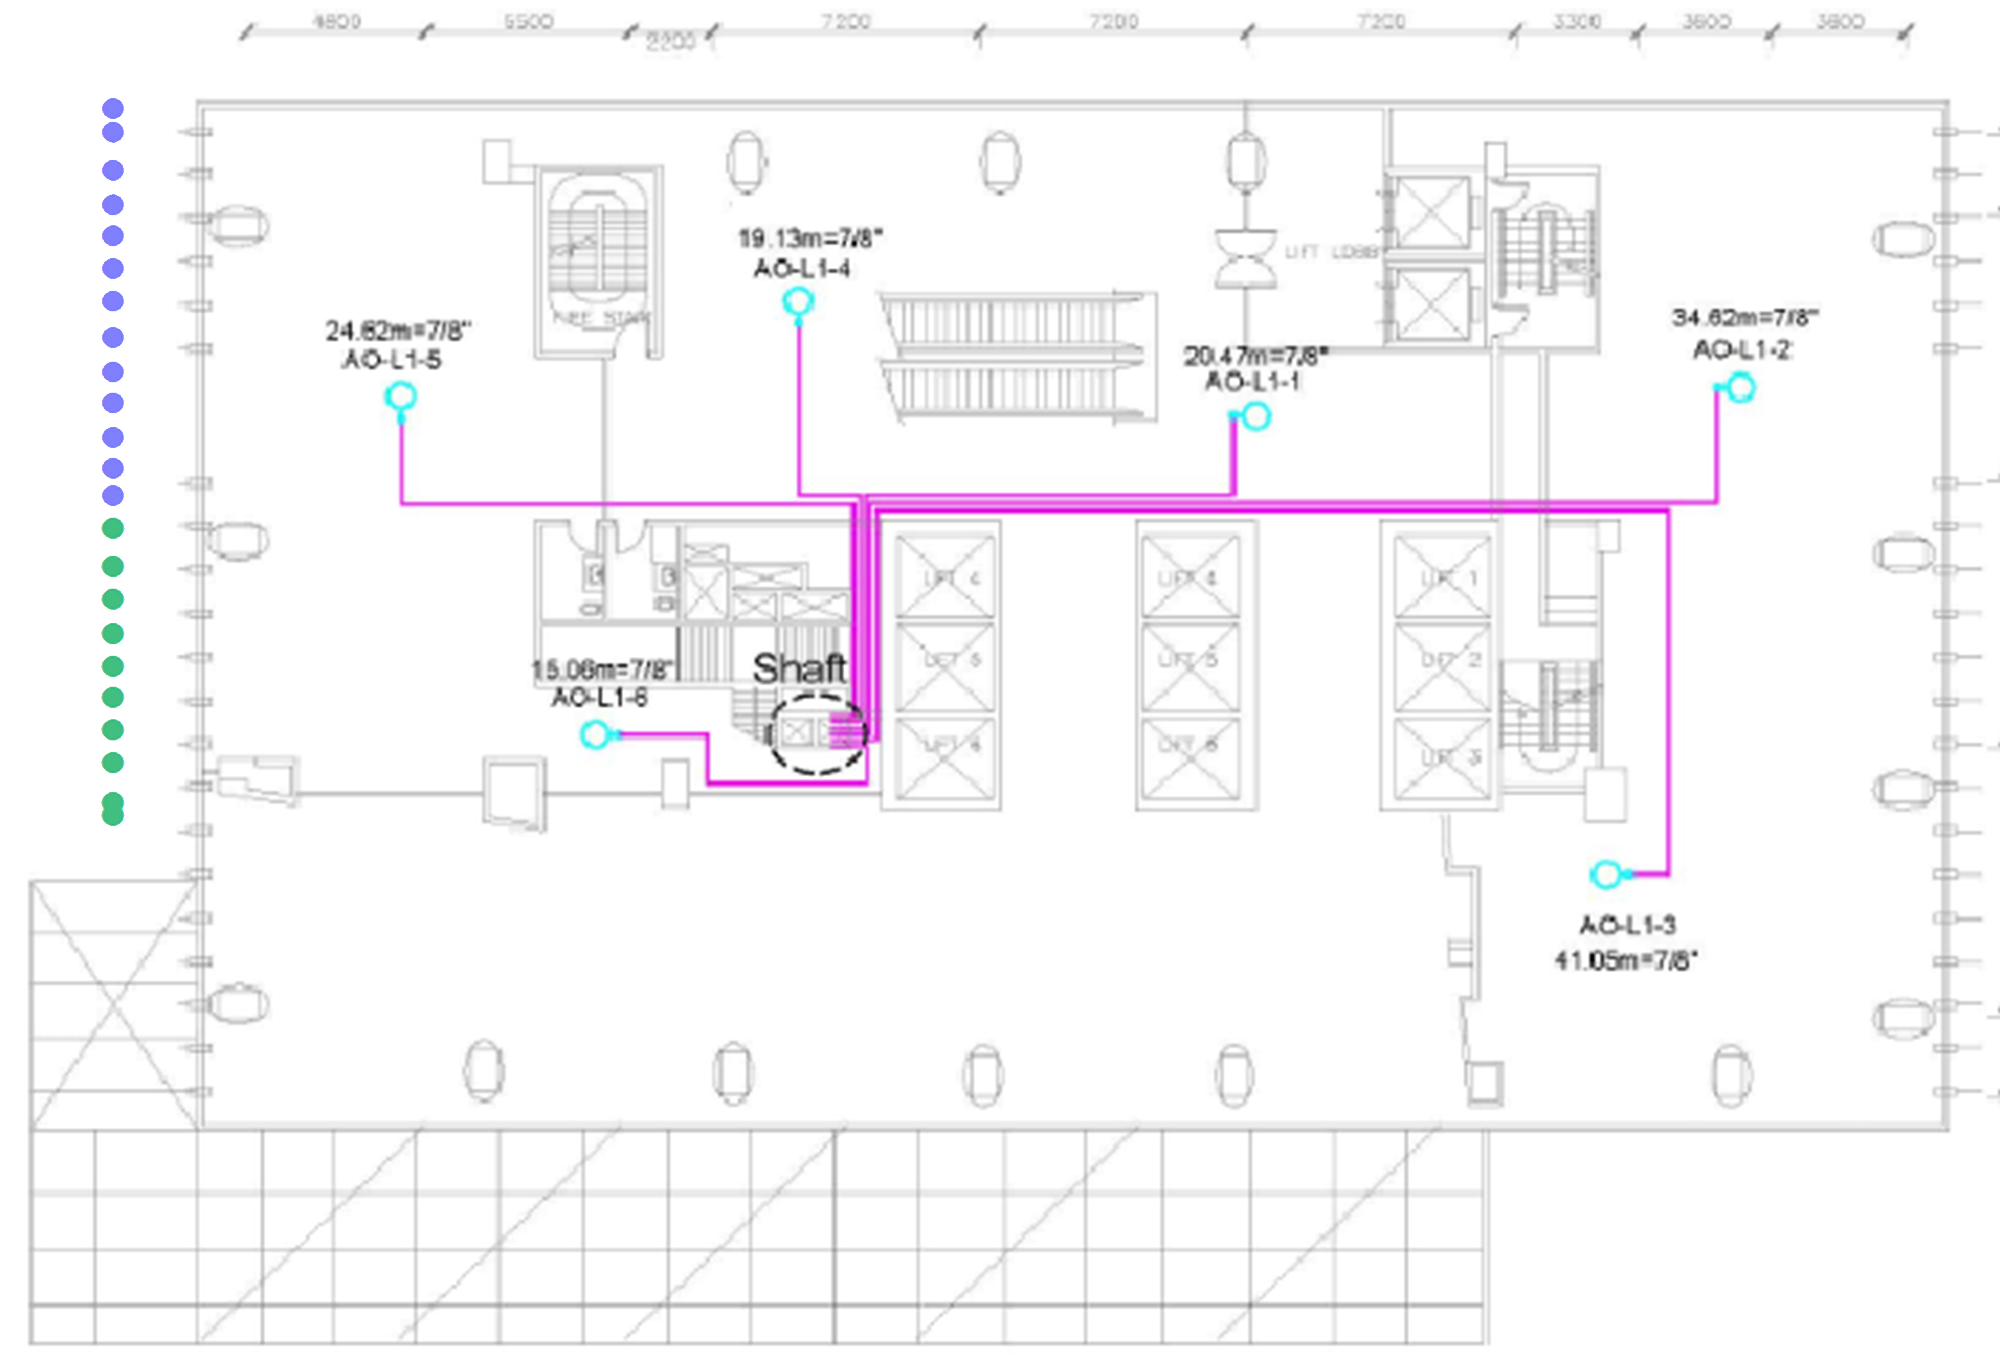 4800 5500 2200 7200 7200 7200 3300 3600 3600
19.13m=7/8"
AO-L1-4
LIFT LOBBY
24.62m=7/8"
AO-L1-5
FIRE STAIR
34.62m=7/8"
AO-L1-2
20.47m=7/8"
AO-L1-1
LIFT 4
LIFT 1
LIFT 5
LIFT 5
LIFT 2
15.06m=7/8"
AO-L1-6
Shaft
LIFT 6
LIFT 6
LIFT 3
AO-L1-3
41.05m=7/8"